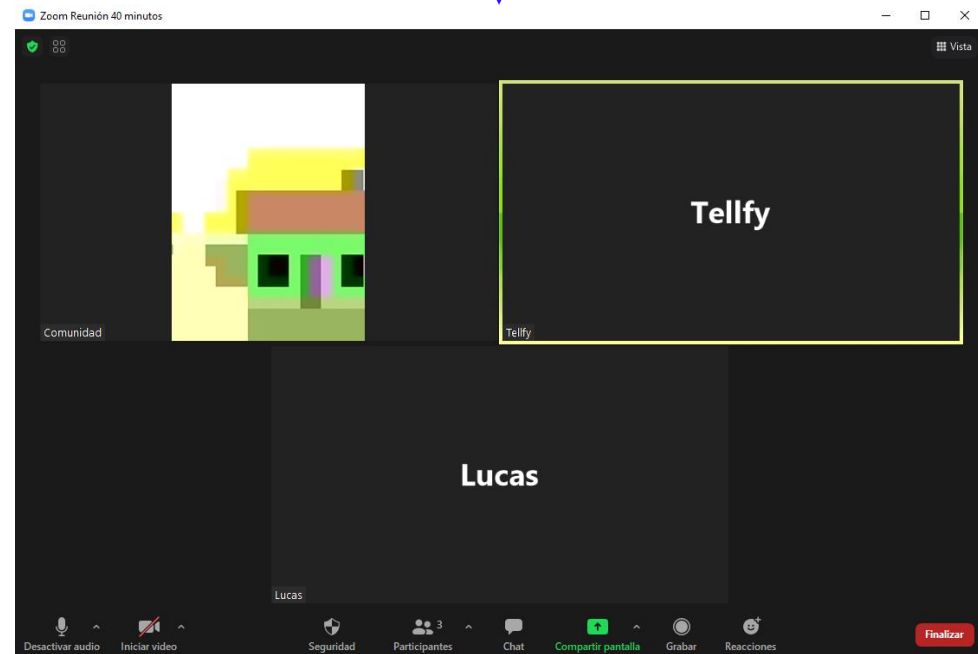 Zoom Reunión 40 minutos
Vista
Tellfy
Comunidad
Tellfy
Lucas
Lucas
3
Desactivar audio
Iniciar video
Seguridad
Participantes
Chat
Compartir pantalla
Grabar
Reacciones
Finalizar